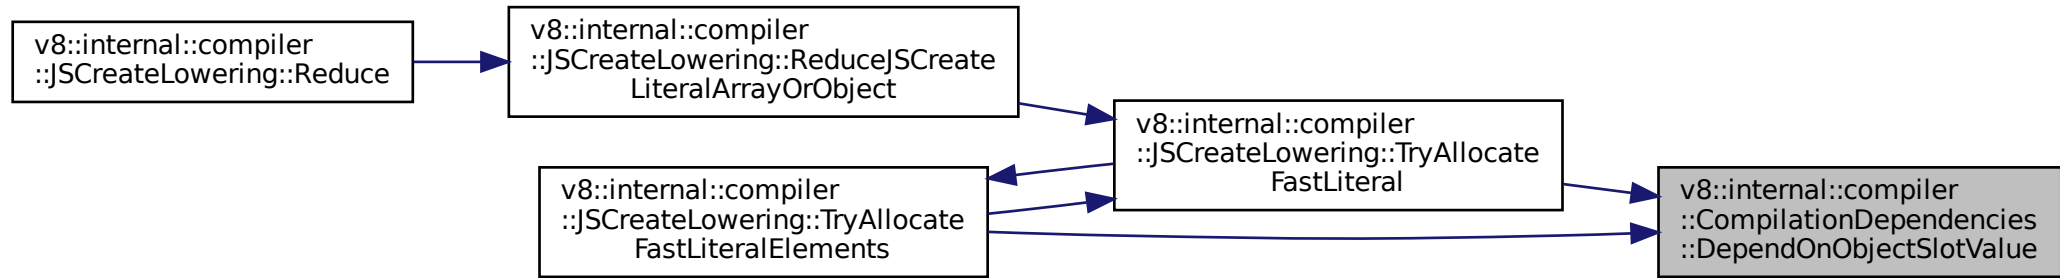 v8::internal::compiler
::JSCreateLowering::Reduce
v8::internal::compiler
::JSCreateLowering::ReduceJSCreate
LiteralArrayOrObject
v8::internal::compiler
::JSCreateLowering::TryAllocate
FastLiteral
v8::internal::compiler
::JSCreateLowering::TryAllocate
FastLiteralElements
v8::internal::compiler
::CompilationDependencies
::DependOnObjectSlotValue